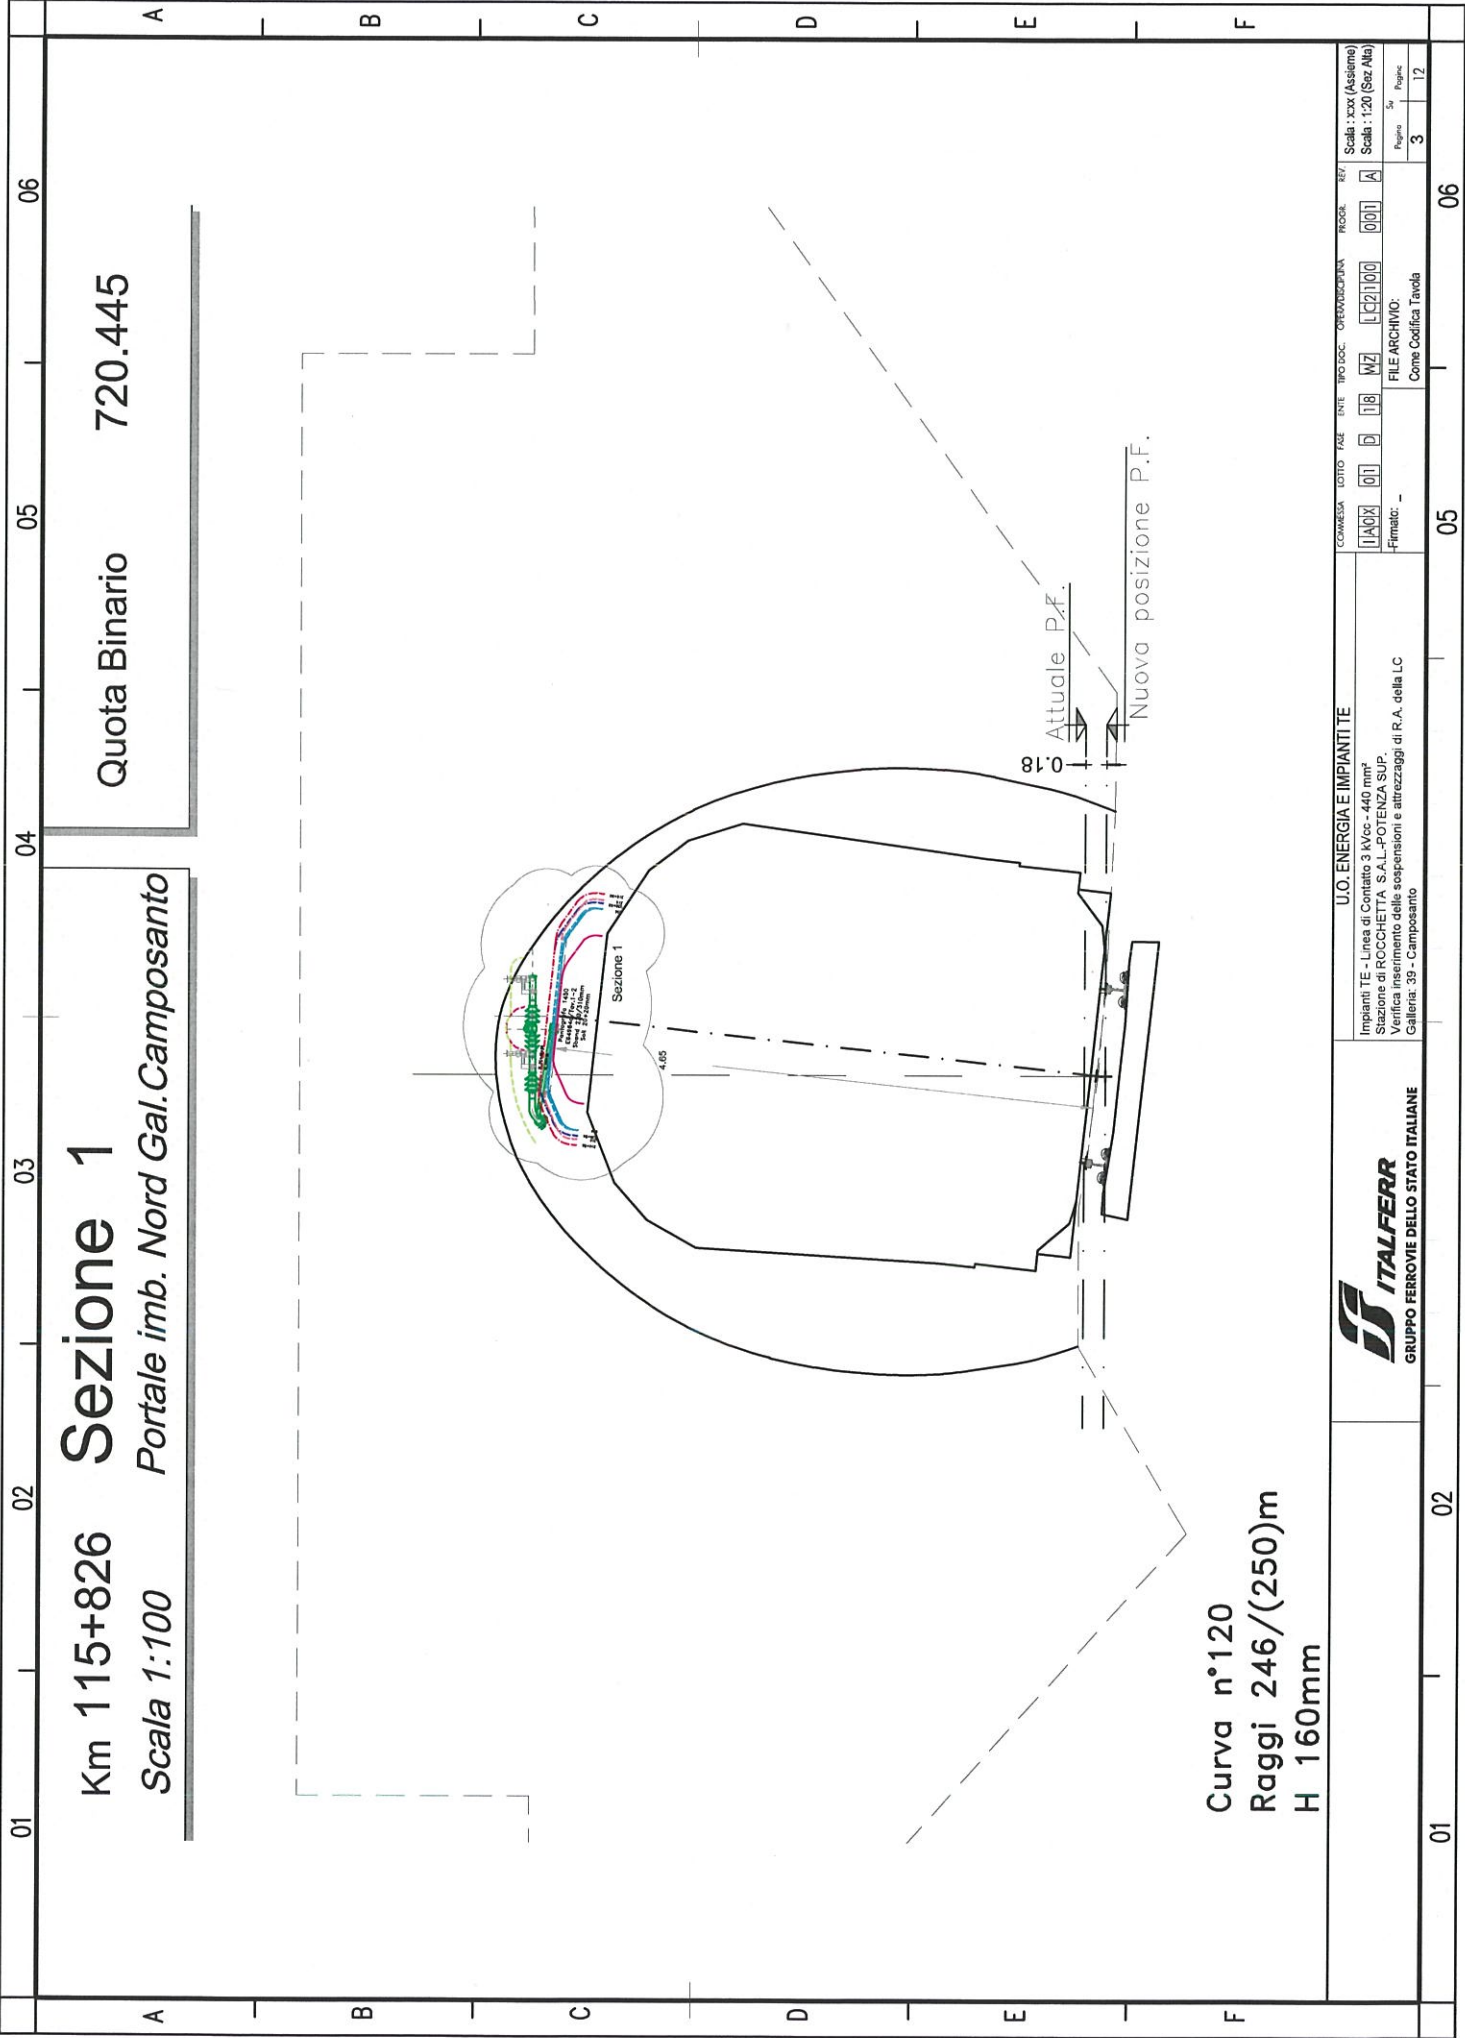 01 02 03 04 05 06
A
B
C
D
E
F
Km 115+826 Sezione 1
Scala 1:100 Portale imb. Nord Gal.Camposanto
Quota Binario 720.445
Sezione 1
4.65
0.18
Attuale P.F.
Nuova posizione P.F.
Curva n°120
Raggi 246/(250)m
H 160mm
ITALFERR
GRUPPO FERROVIE DELLO STATO ITALIANE
U.O. ENERGIA E IMPIANTI TE
Impianti TE - Linea di Contatto 3 kVcc - 440 mm²
Stazione di ROCCHETTA S.A.L.-POTENZA SUP.
Verifica inserimento delle sospensioni e attrezzaggi di R.A. della LC
Galleria: 39 - Camposanto
COMMESSA LOTTO FASE ENTE TIPO DOC. OPERA/DISCIPLINA PROGR. REV.
IA0X 01 D 18 WZ LC2100 001 A
Firmato: –
FILE ARCHIVIO:
Come Codifica Tavola
Scala : xxx (Assieme)
Scala : 1:20 (Sez Alta)
Pagina Su Pagine
3 12
A
B
C
D
E
F
01 02 05 06